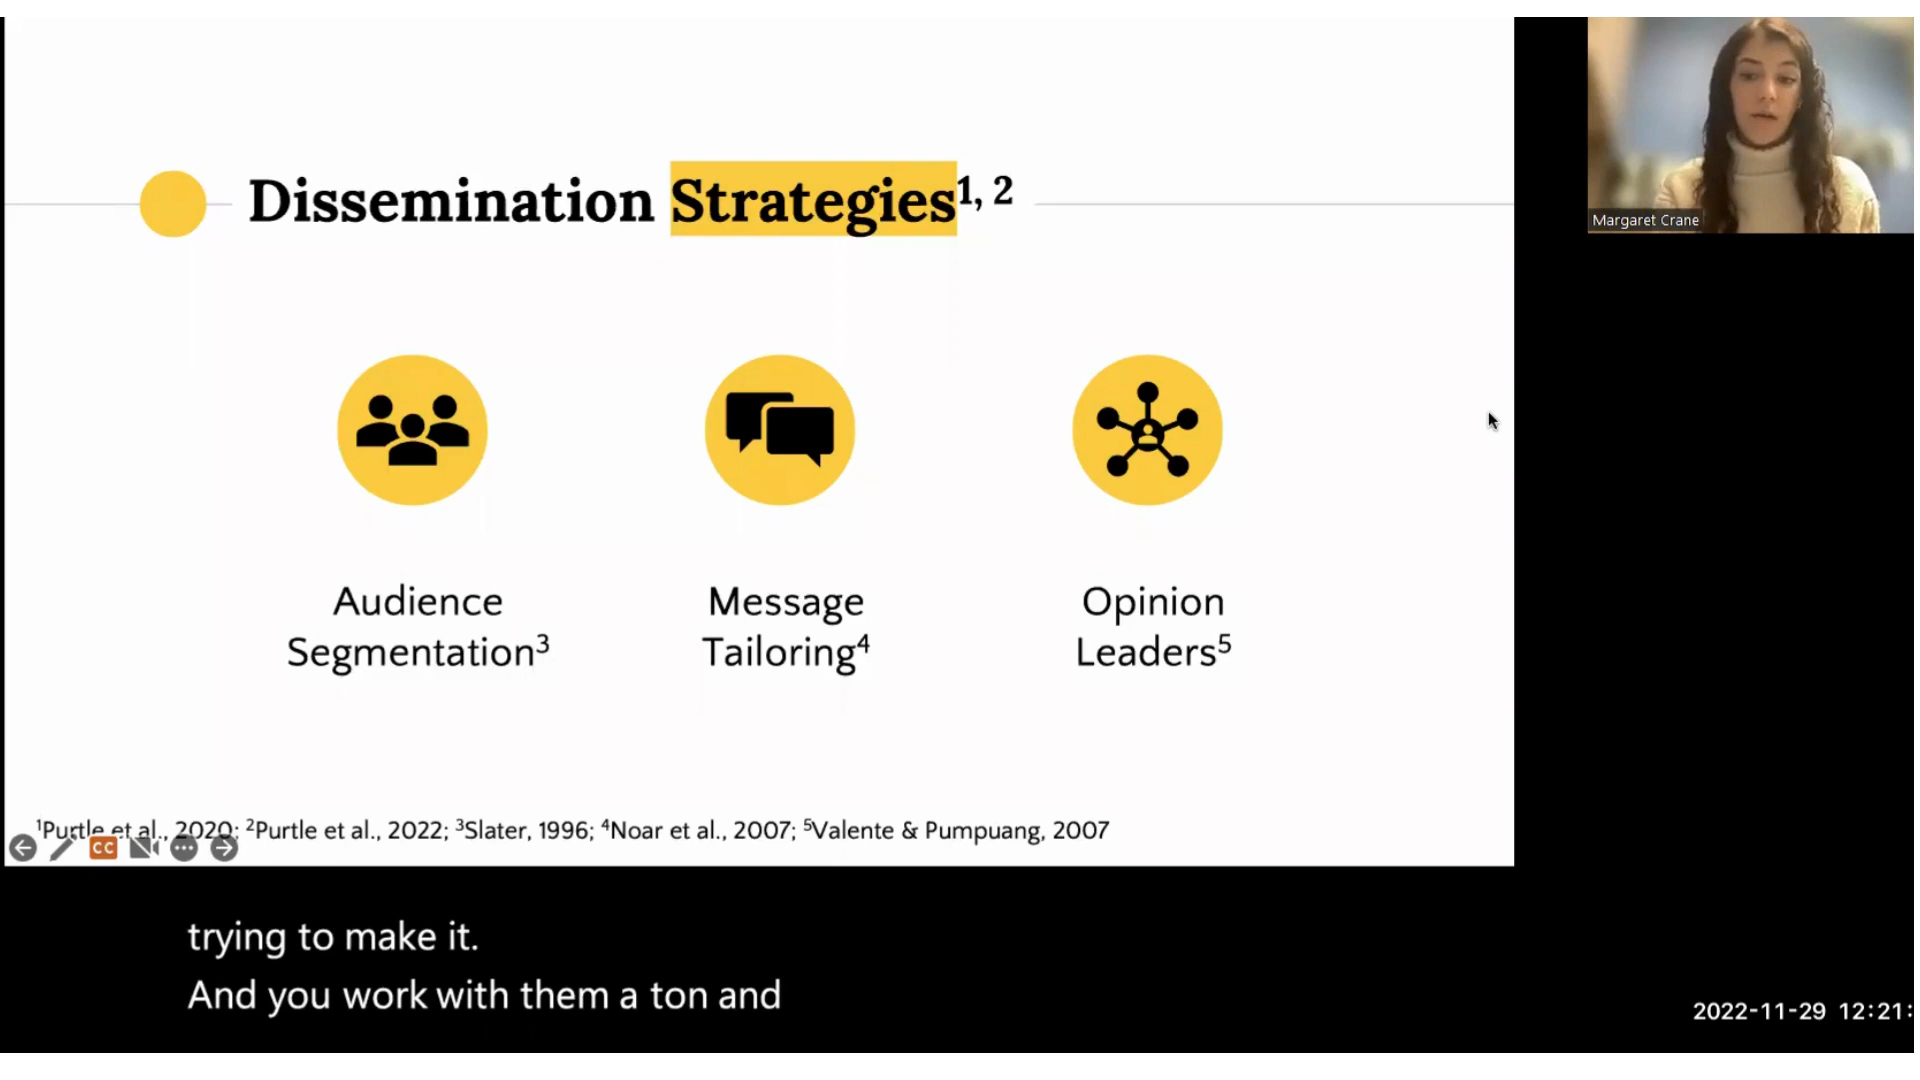 Dissemination Strategies1, 2
Margaret Crane
Audience
Segmentation3
Message
Tailoring4
Opinion
Leaders5
1Purtle et al., 2020; 2Purtle et al., 2022; 3Slater, 1996; 4Noar et al., 2007; 5Valente & Pumpuang, 2007
CC
trying to make it.
And you work with them a ton and
2022-11-29 12:21: